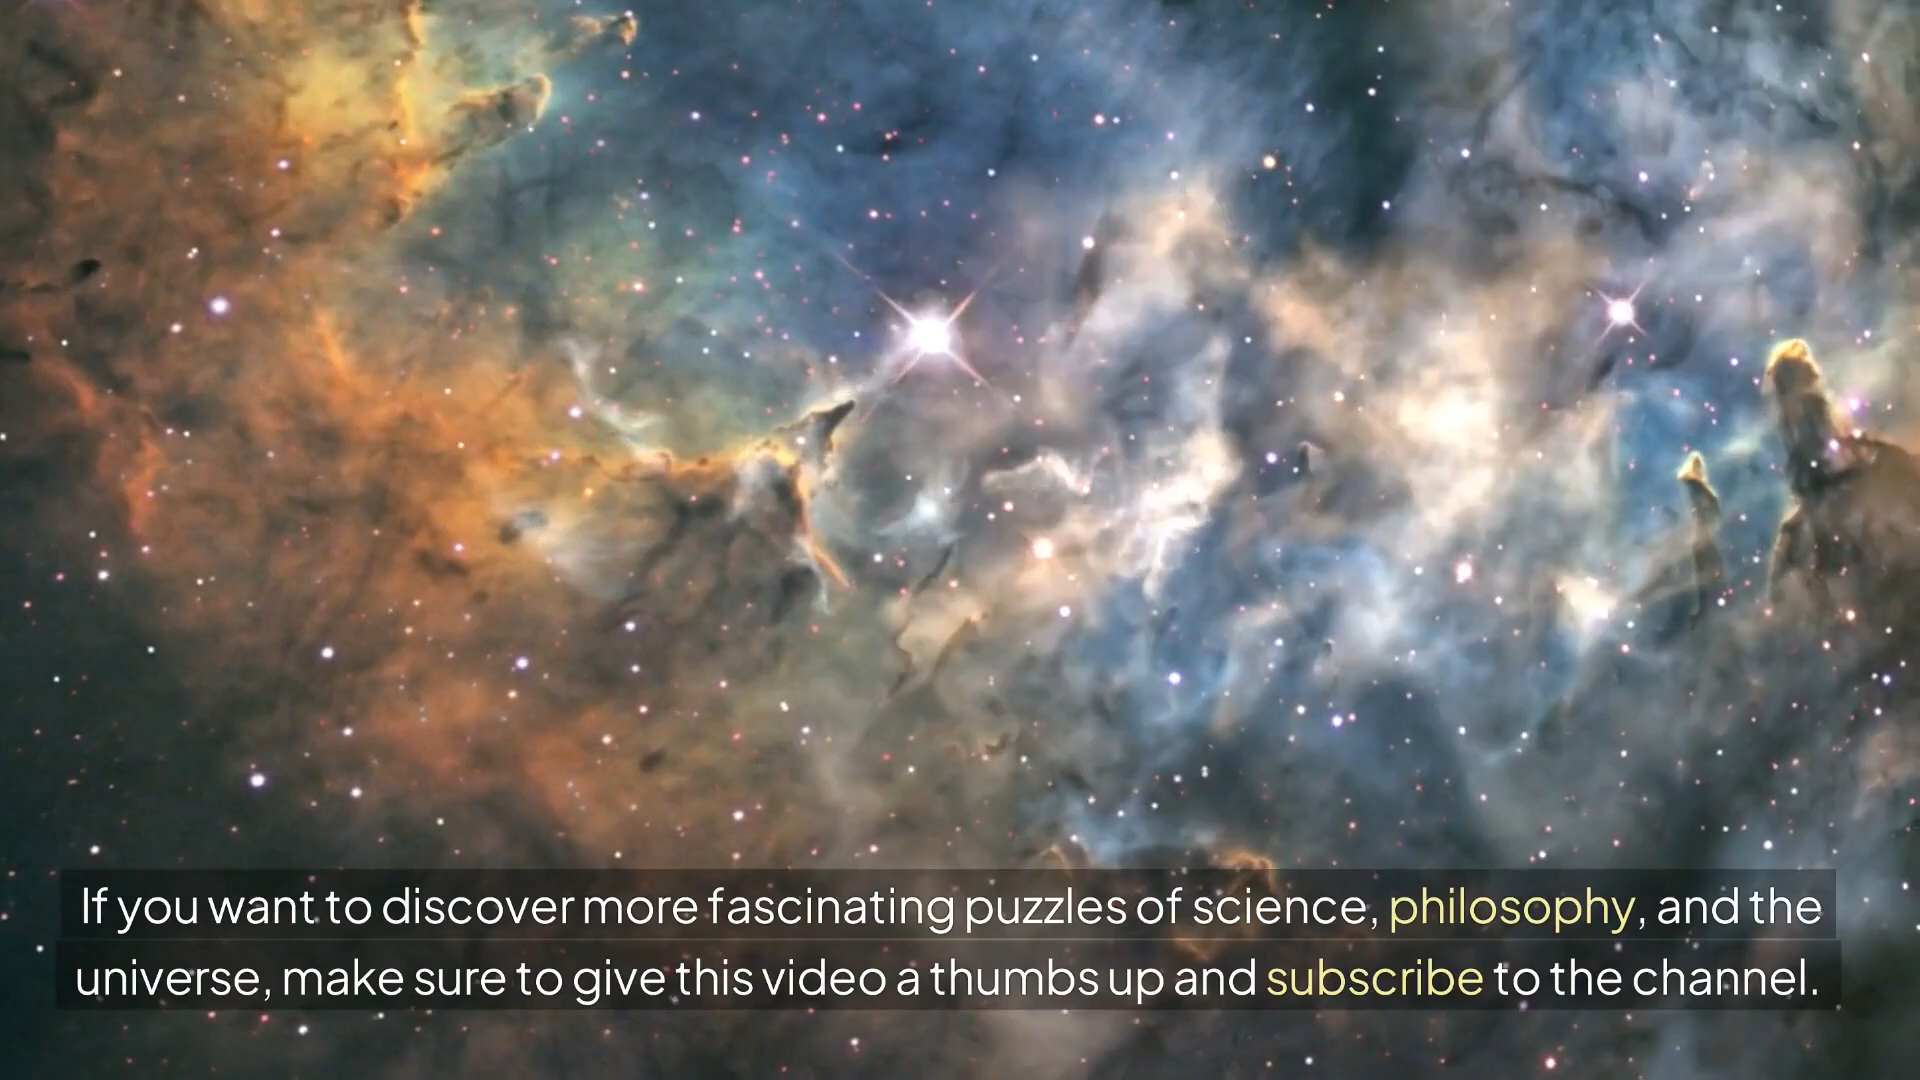 If you want to discover more fascinating puzzles of science, philosophy, and the
universe, make sure to give this video a thumbs up and subscribe to the channel.